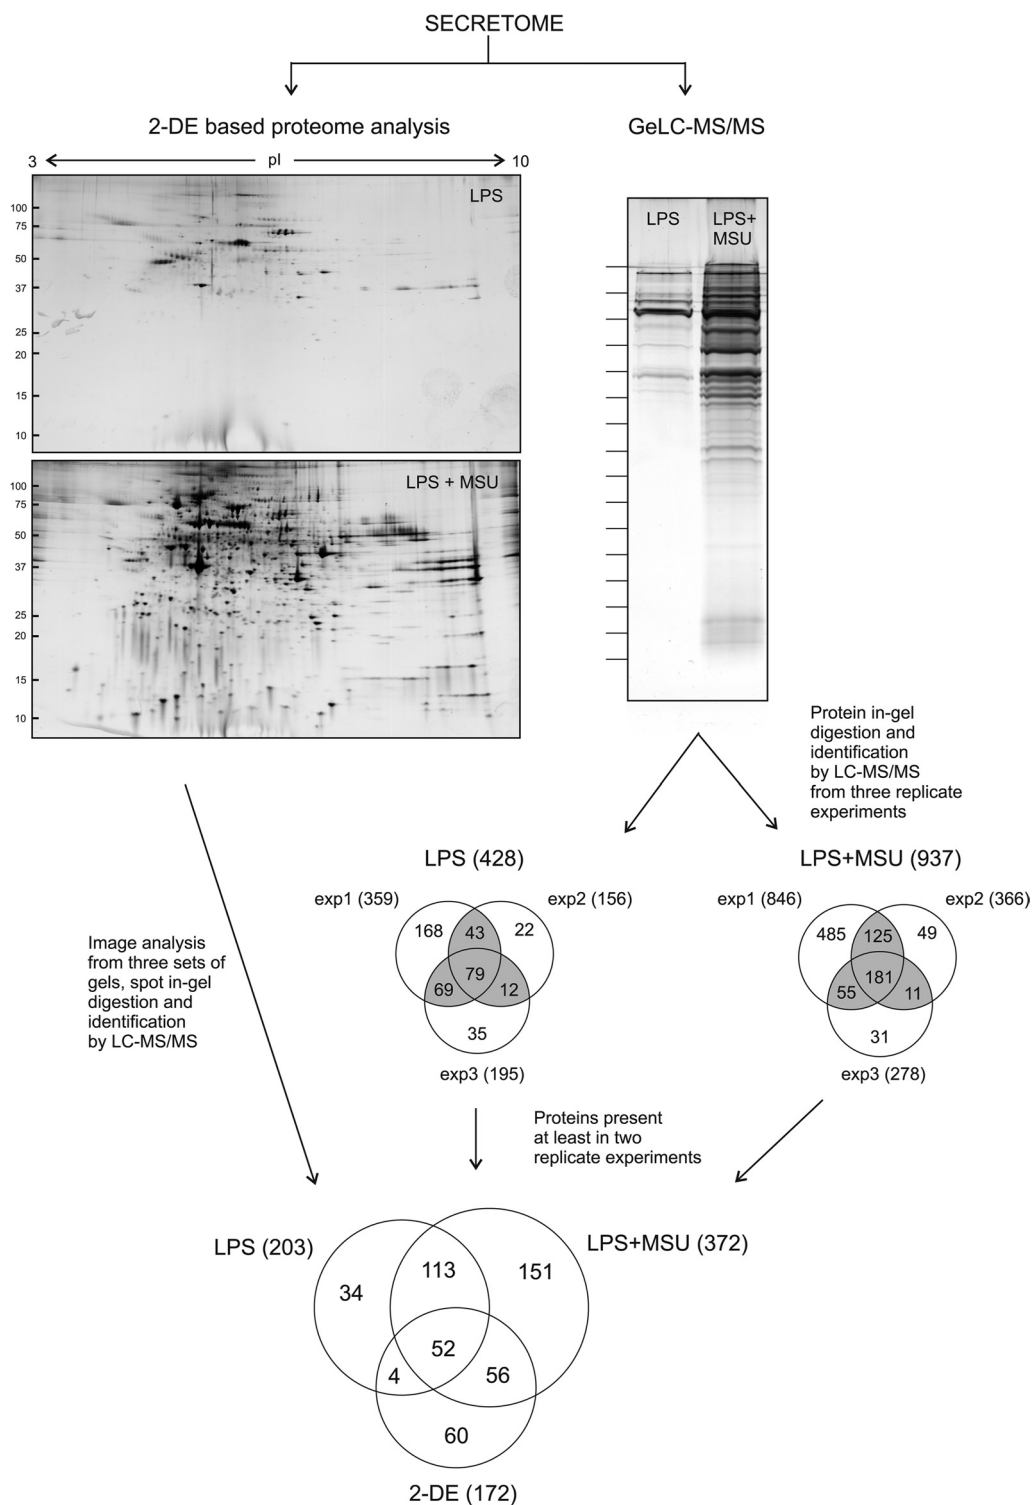 SECRETOME
2-DE based proteome analysis
GeLC-MS/MS
3
pI
10
LPS
100
75
50
37
25
20
15
10
LPS + MSU
100
75
50
37
25
20
15
10
LPS
LPS+
MSU
Protein in-gel
digestion and
identification
by LC-MS/MS
from three replicate
experiments
Image analysis
from three sets of
gels, spot in-gel
digestion and
identification
by LC-MS/MS
LPS (428)
exp1 (359)
exp2 (156)
168
43
22
79
69
12
35
exp3 (195)
LPS+MSU (937)
exp1 (846)
exp2 (366)
485
125
49
181
55
11
31
exp3 (278)
Proteins present
at least in two
replicate experiments
LPS (203)
LPS+MSU (372)
34
113
151
52
4
56
60
2-DE (172)